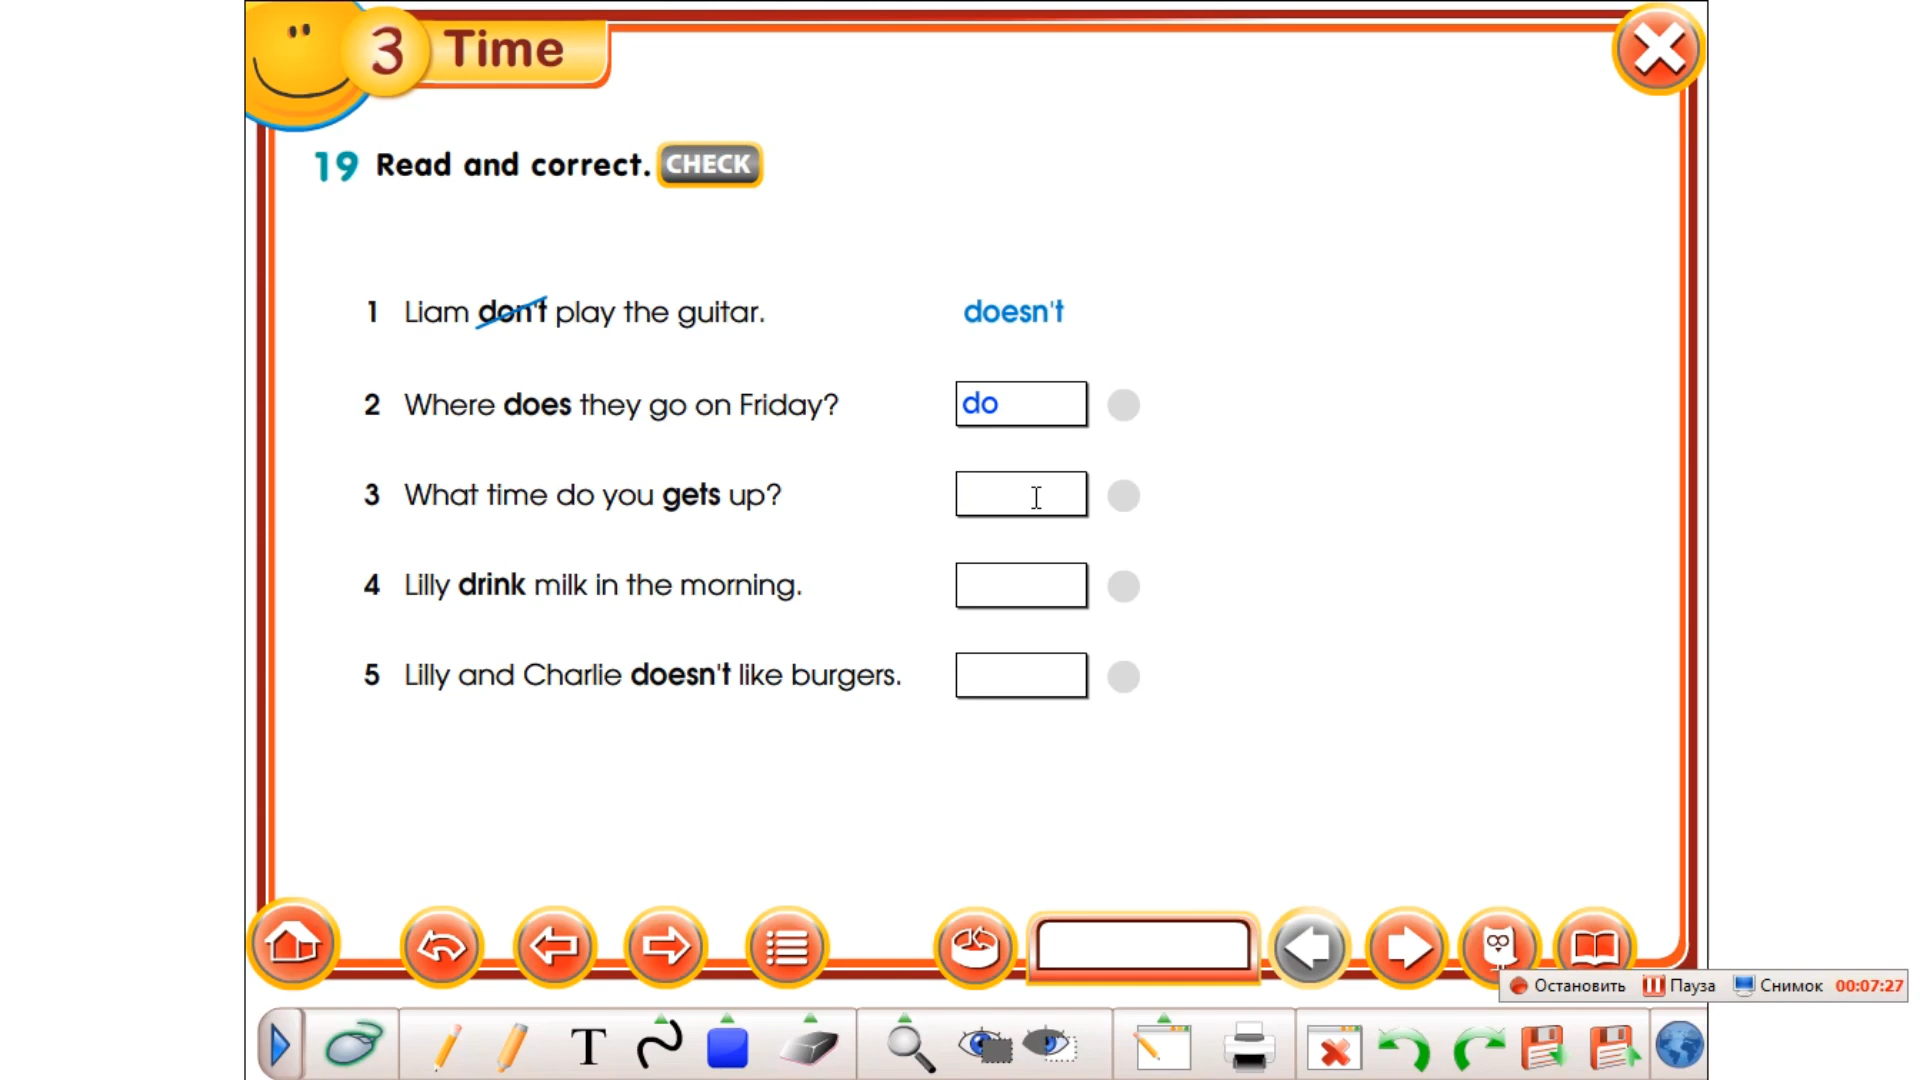 3 Time
19 Read and correct. CHECK
1 Liam don't play the guitar. doesn't
2 Where does they go on Friday? do
3 What time do you gets up?
4 Lilly drink milk in the morning.
5 Lilly and Charlie doesn't like burgers.
Остановить Пауза Снимок 00:07:27
T